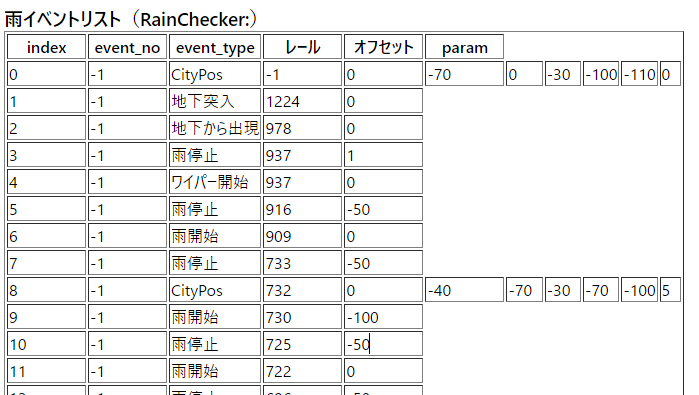 雨イベントリスト（RainChecker:）
index event_no event_type レール オフセット param
0 -1 CityPos -1 0 -70 0 -30 -100 -110 0
1 -1 地下突入 1224 0
2 -1 地下から出現 978 0
3 -1 雨停止 937 1
4 -1 ワイパー開始 937 0
5 -1 雨停止 916 -50
6 -1 雨開始 909 0
7 -1 雨停止 733 -50
8 -1 CityPos 732 0 -40 -70 -30 -70 -100 5
9 -1 雨開始 730 -100
10 -1 雨停止 725 -50
11 -1 雨開始 722 0